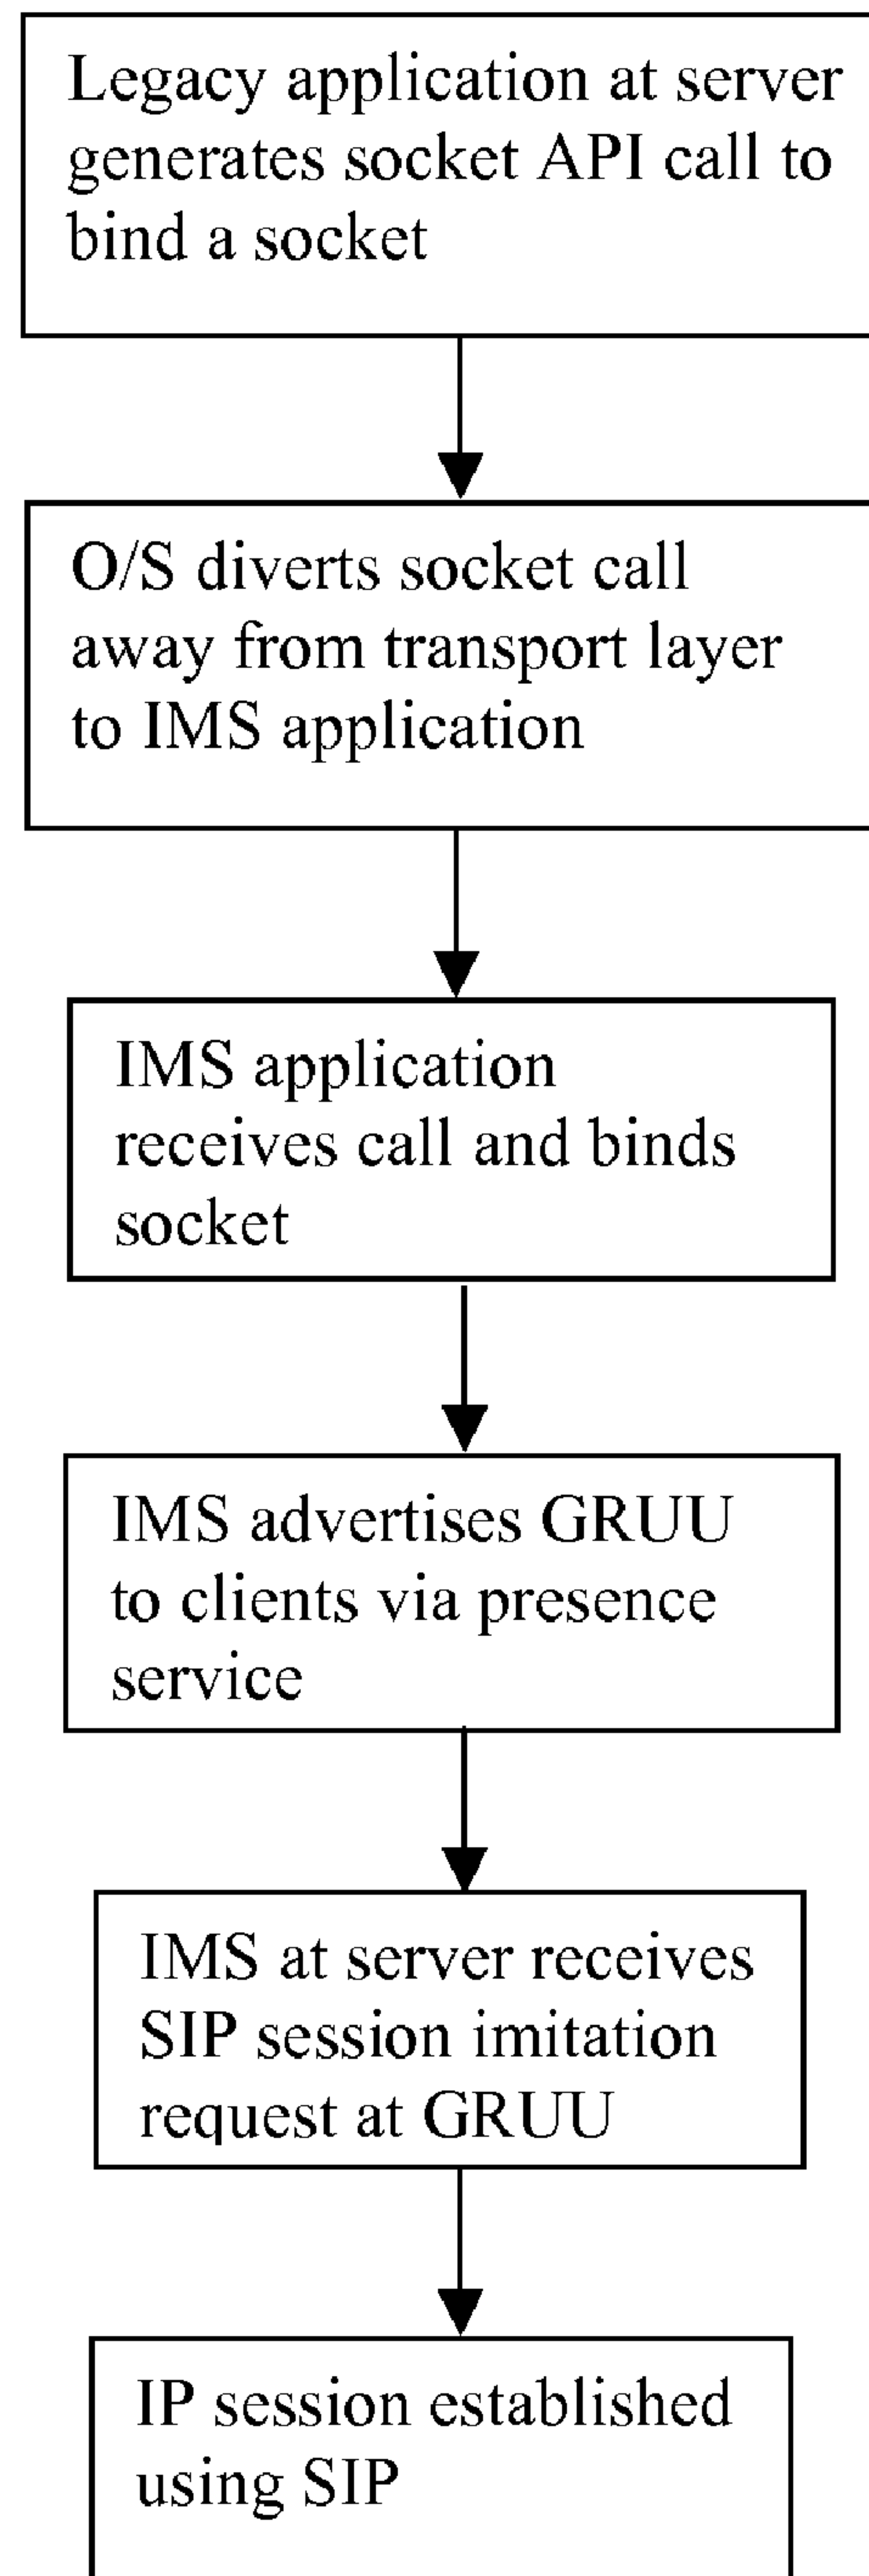 Legacy application at server
generates socket API call to
bind a socket
O/S diverts socket call
away from transport layer
to IMS application
IMS application
receives call and binds
socket
IMS advertises GRUU
to clients via presence
service
IMS at server receives
SIP session imitation
request at GRUU
IP session established
using SIP